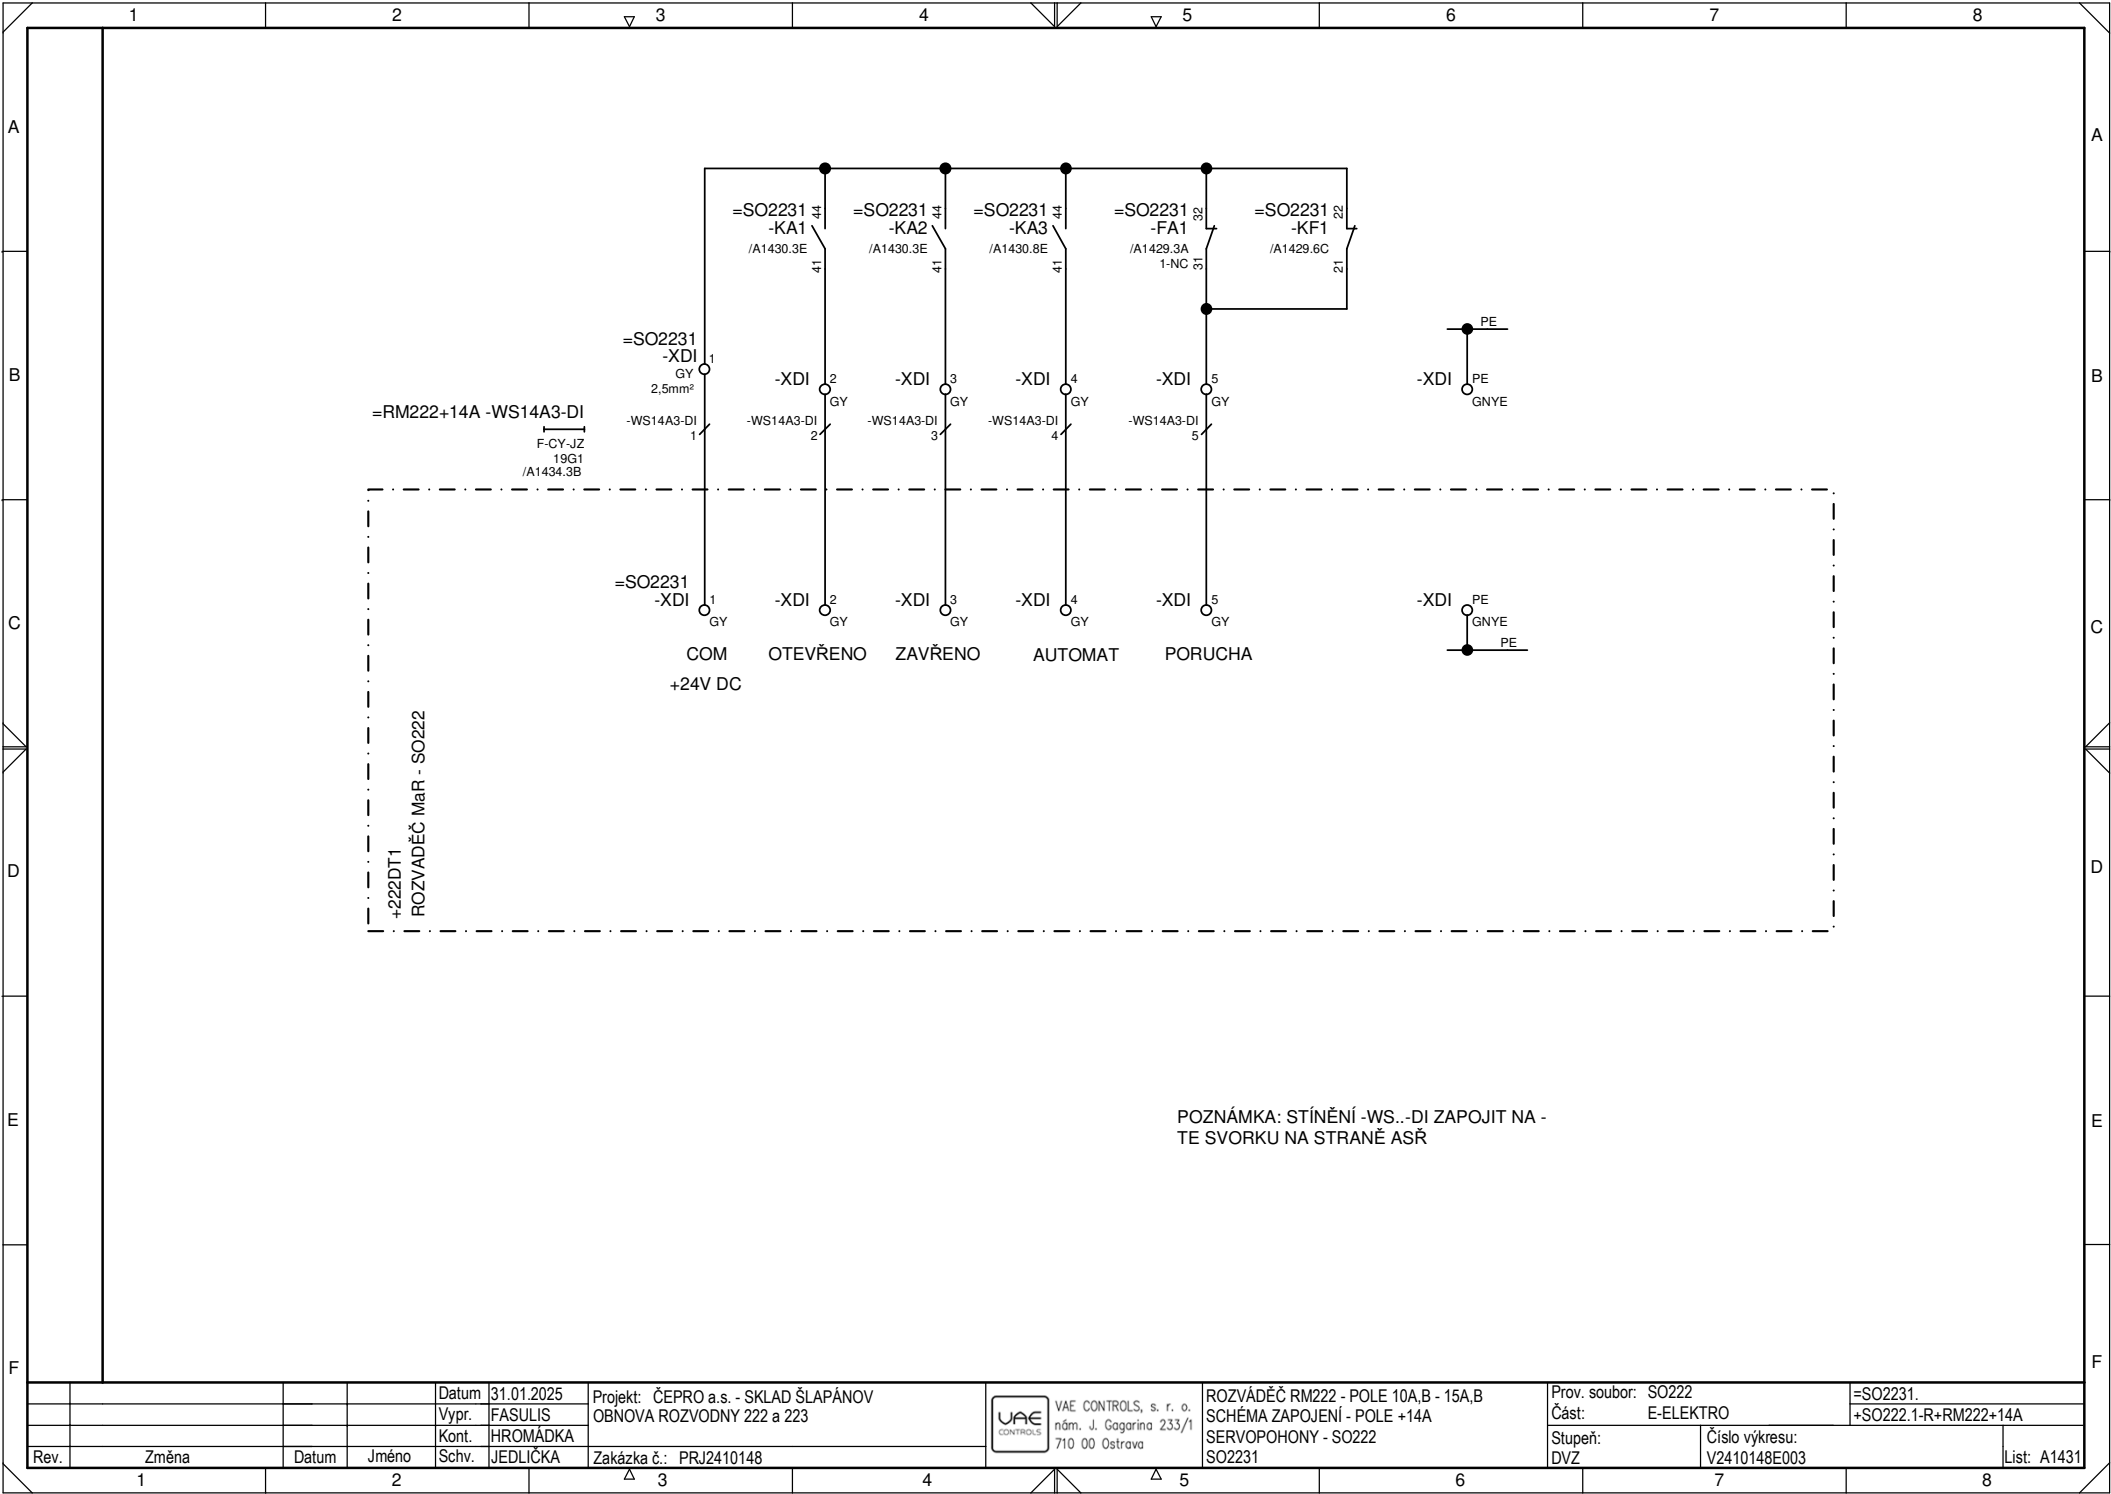 1 2 3 4 5 6 7 8
A A
=SO2231 44 =SO2231 44 =SO2231 44 =SO2231 32 =SO2231 22
-KA1 -KA2 -KA3 -FA1 -KF1
/A1430.3E /A1430.3E /A1430.8E /A1429.3A /A1429.6C
41 41 41 1-NC 31 21
PE
=SO2231
-XDI 1
GY
2,5mm²
-XDI 2 -XDI 3 -XDI 4 -XDI 5 -XDI PE
GY GY GY GY GNYE
B B
=RM222+14A -WS14A3-DI
F-CY-JZ
19G1
/A1434.3B
-WS14A3-DI -WS14A3-DI -WS14A3-DI -WS14A3-DI -WS14A3-DI
1 2 3 4 5
=SO2231
-XDI 1 -XDI 2 -XDI 3 -XDI 4 -XDI 5 -XDI PE
GY GY GY GY GY GNYE
C C
PE
COM OTEVŘENO ZAVŘENO AUTOMAT PORUCHA
+24V DC
+222DT1
ROZVADĚČ MaR - SO222
D D
E E
POZNÁMKA: STÍNĚNÍ -WS..-DI ZAPOJIT NA -
TE SVORKU NA STRANĚ ASŘ
F F
Datum 31.01.2025
Vypr. FASULIS
Kont. HROMÁDKA
Rev. Změna Datum Jméno Schv. JEDLIČKA
Projekt: ČEPRO a.s. - SKLAD ŠLAPÁNOV
OBNOVA ROZVODNY 222 a 223
Zakázka č.: PRJ2410148
UAE
CONTROLS
VAE CONTROLS, s. r. o.
nám. J. Gagarina 233/1
710 00 Ostrava
ROZVÁDĚČ RM222 - POLE 10A,B - 15A,B
SCHÉMA ZAPOJENÍ - POLE +14A
SERVOPOHONY - SO222
SO2231
Prov. soubor: SO222
Část: E-ELEKTRO
Stupeň:
DVZ
Číslo výkresu:
V2410148E003
=SO2231.
+SO222.1-R+RM222+14A
List: A1431
1 2 3 4 5 6 7 8